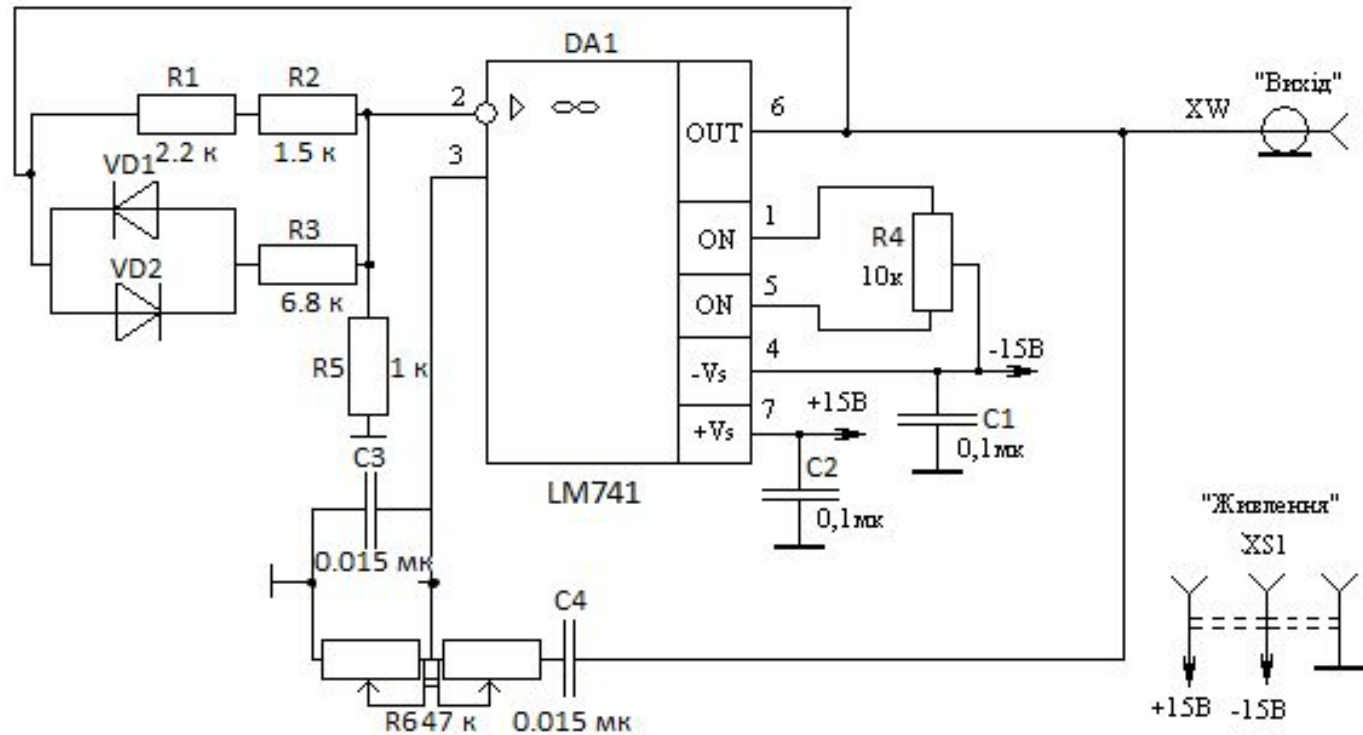 DA1
R1
R2
2.2 к
1.5 к
VD1
VD2
R3
6.8 к
R5
1 к
2
3
∞
OUT
ON
ON
-Vs
+Vs
6
1
5
4
7
LM741
R4
10к
-15В
+15В
C1
0,1мк
C2
0,1мк
XW
"Вихід"
C3
0.015 мк
C4
0.015 мк
R647 к
"Живлення"
XS1
+15В
-15В